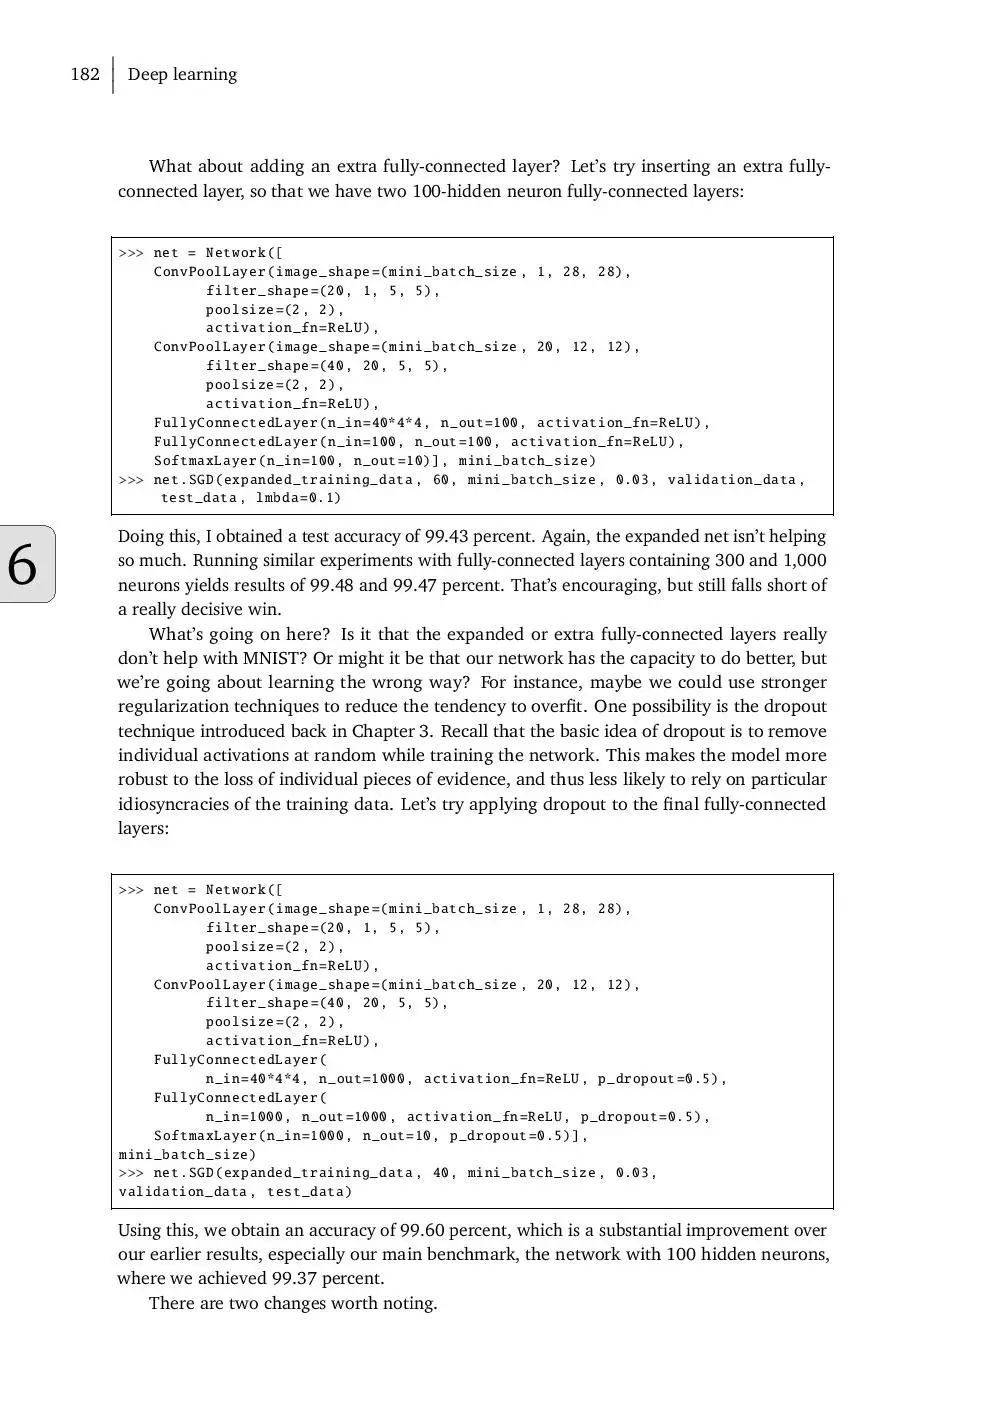 182 Deep learning
What about adding an extra fully-connected layer? Let's try inserting an extra fully-
connected layer, so that we have two 100-hidden neuron fully-connected layers:
>>> net = Network([
ConvPoolLayer(image_shape=(mini_batch_size, 1, 28, 28),
filter_shape=(20, 1, 5, 5),
poolsize=(2, 2),
activation_fn=ReLU),
ConvPoolLayer(image_shape=(mini_batch_size, 20, 12, 12),
filter_shape=(40, 20, 5, 5),
poolsize=(2, 2),
activation_fn=ReLU),
FullyConnectedLayer(n_in=40*4*4, n_out=100, activation_fn=ReLU),
FullyConnectedLayer(n_in=100, n_out=100, activation_fn=ReLU),
SoftmaxLayer(n_in=100, n_out=10)], mini_batch_size)
>>> net.SGD(expanded_training_data, 60, mini_batch_size, 0.03, validation_data,
test_data, lmbda=0.1)
Doing this, I obtained a test accuracy of 99.43 percent. Again, the expanded net isn't helping
so much. Running similar experiments with fully-connected layers containing 300 and 1,000
neurons yields results of 99.48 and 99.47 percent. That's encouraging, but still falls short of
a really decisive win.
6
What's going on here? Is it that the expanded or extra fully-connected layers really
don't help with MNIST? Or might it be that our network has the capacity to do better, but
we're going about learning the wrong way? For instance, maybe we could use stronger
regularization techniques to reduce the tendency to overfit. One possibility is the dropout
technique introduced back in Chapter 3. Recall that the basic idea of dropout is to remove
individual activations at random while training the network. This makes the model more
robust to the loss of individual pieces of evidence, and thus less likely to rely on particular
idiosyncracies of the training data. Let's try applying dropout to the final fully-connected
layers:
>>> net = Network([
ConvPoolLayer(image_shape=(mini_batch_size, 1, 28, 28),
filter_shape=(20, 1, 5, 5),
poolsize=(2, 2),
activation_fn=ReLU),
ConvPoolLayer(image_shape=(mini_batch_size, 20, 12, 12),
filter_shape=(40, 20, 5, 5),
poolsize=(2, 2),
activation_fn=ReLU),
FullyConnectedLayer(
n_in=40*4*4, n_out=1000, activation_fn=ReLU, p_dropout=0.5),
FullyConnectedLayer(
n_in=1000, n_out=1000, activation_fn=ReLU, p_dropout=0.5),
SoftmaxLayer(n_in=1000, n_out=10, p_dropout=0.5)],
mini_batch_size)
>>> net.SGD(expanded_training_data, 40, mini_batch_size, 0.03,
validation_data, test_data)
Using this, we obtain an accuracy of 99.60 percent, which is a substantial improvement over
our earlier results, especially our main benchmark, the network with 100 hidden neurons,
where we achieved 99.37 percent.
There are two changes worth noting.